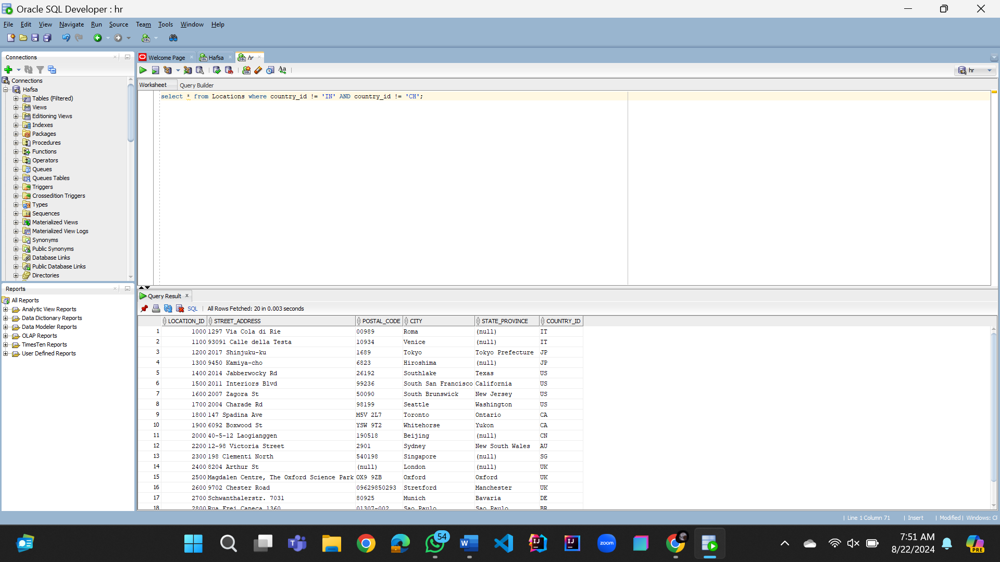 Oracle SQL Developer : hr
File Edit View Navigate Run Source Team Tools Window Help
Connections
Connections
Hafsa
Tables (Filtered)
Views
Editioning Views
Indexes
Packages
Procedures
Functions
Operators
Queues
Queues Tables
Triggers
Crossedition Triggers
Types
Sequences
Materialized Views
Materialized View Logs
Synonyms
Public Synonyms
Database Links
Public Database Links
Directories
Reports
All Reports
Analytic View Reports
Data Dictionary Reports
Data Modeler Reports
OLAP Reports
TimesTen Reports
User Defined Reports
Welcome Page Hafsa hr
hr
Worksheet Query Builder
select * from Locations where country_id != 'IN' AND country_id != 'CH';
Query Result
SQL All Rows Fetched: 20 in 0.003 seconds
LOCATION_ID STREET_ADDRESS POSTAL_CODE CITY STATE_PROVINCE COUNTRY_ID
1 1000 1297 Via Cola di Rie 00989 Roma (null) IT
2 1100 93091 Calle della Testa 10934 Venice (null) IT
3 1200 2017 Shinjuku-ku 1689 Tokyo Tokyo Prefecture JP
4 1300 9450 Kamiya-cho 6823 Hiroshima (null) JP
5 1400 2014 Jabberwocky Rd 26192 Southlake Texas US
6 1500 2011 Interiors Blvd 99236 South San Francisco California US
7 1600 2007 Zagora St 50090 South Brunswick New Jersey US
8 1700 2004 Charade Rd 98199 Seattle Washington US
9 1800 147 Spadina Ave M5V 2L7 Toronto Ontario CA
10 1900 6092 Boxwood St YSW 9T2 Whitehorse Yukon CA
11 2000 40-5-12 Laogianggen 190518 Beijing (null) CN
12 2200 12-98 Victoria Street 2901 Sydney New South Wales AU
13 2300 198 Clementi North 540198 Singapore (null) SG
14 2400 8204 Arthur St (null) London (null) UK
15 2500 Magdalen Centre, The Oxford Science Park OX9 9ZB Oxford Oxford UK
16 2600 9702 Chester Road 09629850293 Stretford Manchester UK
17 2700 Schwanthalerstr. 7031 80925 Munich Bavaria DE
18 2800 Rua Frei Caneca 1360 01307-002 Sao Paulo Sao Paulo BR
Line 1 Column 71 Insert Modified Windows: CF
54
zoom
7:51 AM
8/22/2024
PRE